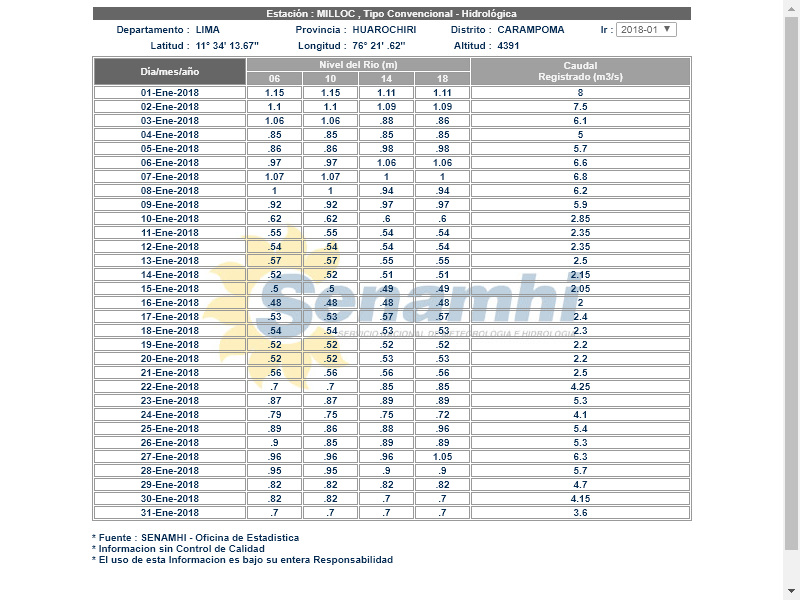 Estación : MILLOC , Tipo Convencional - Hidrológica
Departamento : LIMA Provincia : HUAROCHIRI Distrito : CARAMPOMA Ir : 2018-01
Latitud : 11° 34' 13.67" Longitud : 76° 21' .62" Altitud : 4391
Dia/mes/año Nivel del Rio (m) Caudal Registrado (m3/s)
06 10 14 18
01-Ene-2018 1.15 1.15 1.11 1.11 8
02-Ene-2018 1.1 1.1 1.09 1.09 7.5
03-Ene-2018 1.06 1.06 .88 .86 6.1
04-Ene-2018 .85 .85 .85 .85 5
05-Ene-2018 .86 .86 .98 .98 5.7
06-Ene-2018 .97 .97 1.06 1.06 6.6
07-Ene-2018 1.07 1.07 1 1 6.8
08-Ene-2018 1 1 .94 .94 6.2
09-Ene-2018 .92 .92 .97 .97 5.9
10-Ene-2018 .62 .62 .6 .6 2.85
11-Ene-2018 .55 .55 .54 .54 2.35
12-Ene-2018 .54 .54 .54 .54 2.35
13-Ene-2018 .57 .57 .55 .55 2.5
14-Ene-2018 .52 .52 .51 .51 2.15
15-Ene-2018 .5 .5 .49 .49 2.05
16-Ene-2018 .48 .48 .48 .48 2
17-Ene-2018 .53 .53 .57 .57 2.4
18-Ene-2018 .54 .54 .53 .53 2.3
19-Ene-2018 .52 .52 .52 .52 2.2
20-Ene-2018 .52 .52 .53 .53 2.2
21-Ene-2018 .56 .56 .56 .56 2.5
22-Ene-2018 .7 .7 .85 .85 4.25
23-Ene-2018 .87 .87 .89 .89 5.3
24-Ene-2018 .79 .75 .75 .72 4.1
25-Ene-2018 .89 .86 .88 .96 5.4
26-Ene-2018 .9 .85 .89 .89 5.3
27-Ene-2018 .96 .96 .96 1.05 6.3
28-Ene-2018 .95 .95 .9 .9 5.7
29-Ene-2018 .82 .82 .82 .82 4.7
30-Ene-2018 .82 .82 .7 .7 4.15
31-Ene-2018 .7 .7 .7 .7 3.6
Senamhi
SERVICIO NACIONAL DE METEOROLOGIA E HIDROLOGIA
* Fuente : SENAMHI - Oficina de Estadistica
* Informacion sin Control de Calidad
* El uso de esta Informacion es bajo su entera Responsabilidad